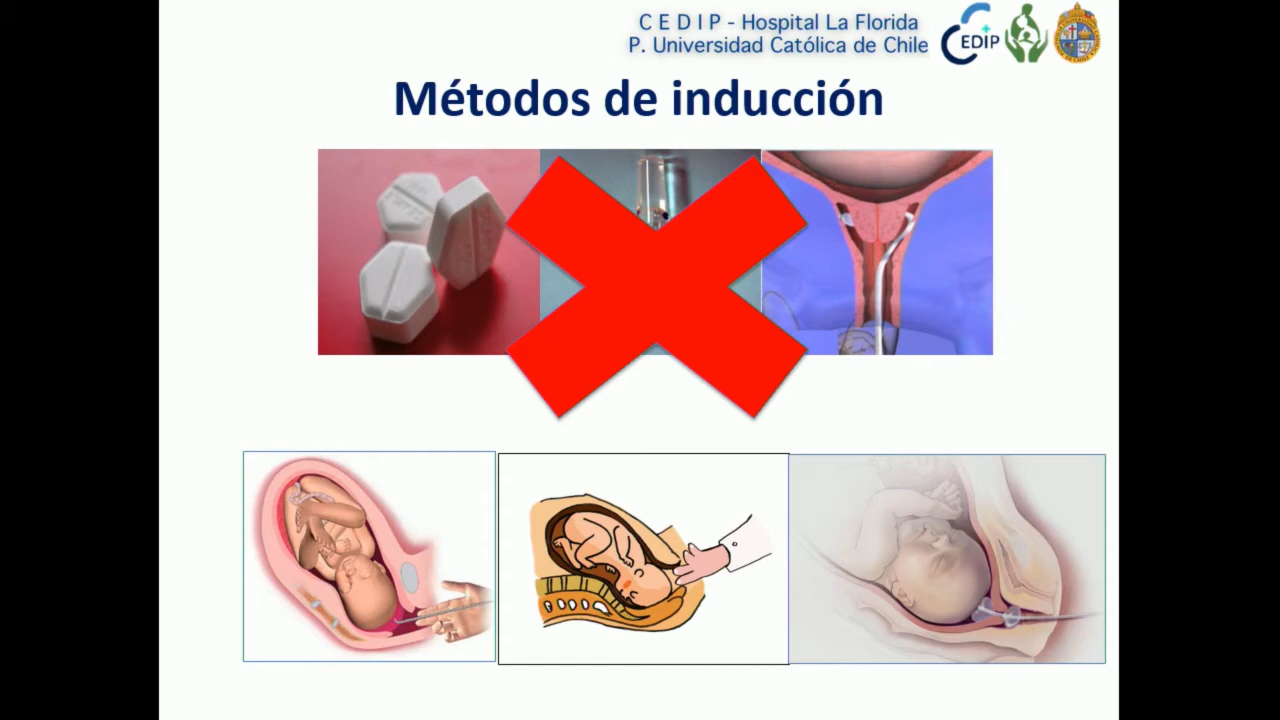 C E D I P - Hospital La Florida
P. Universidad Católica de Chile
CEDIP
Métodos de inducción